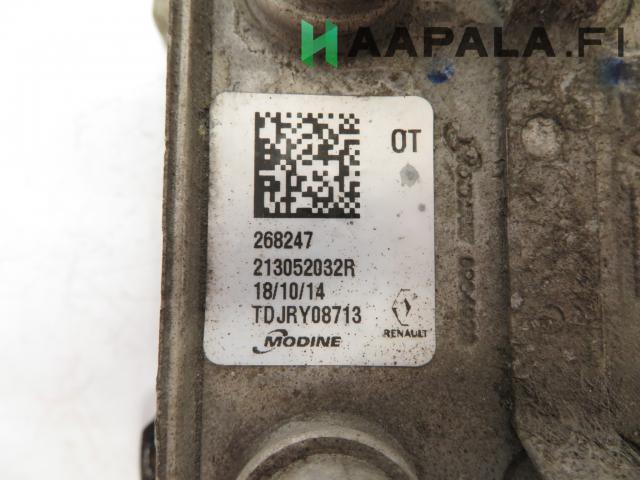 HAAPALA.FI
OT
268247
213052032R
18/10/14
TDJRY08713
RENAULT
MODINE